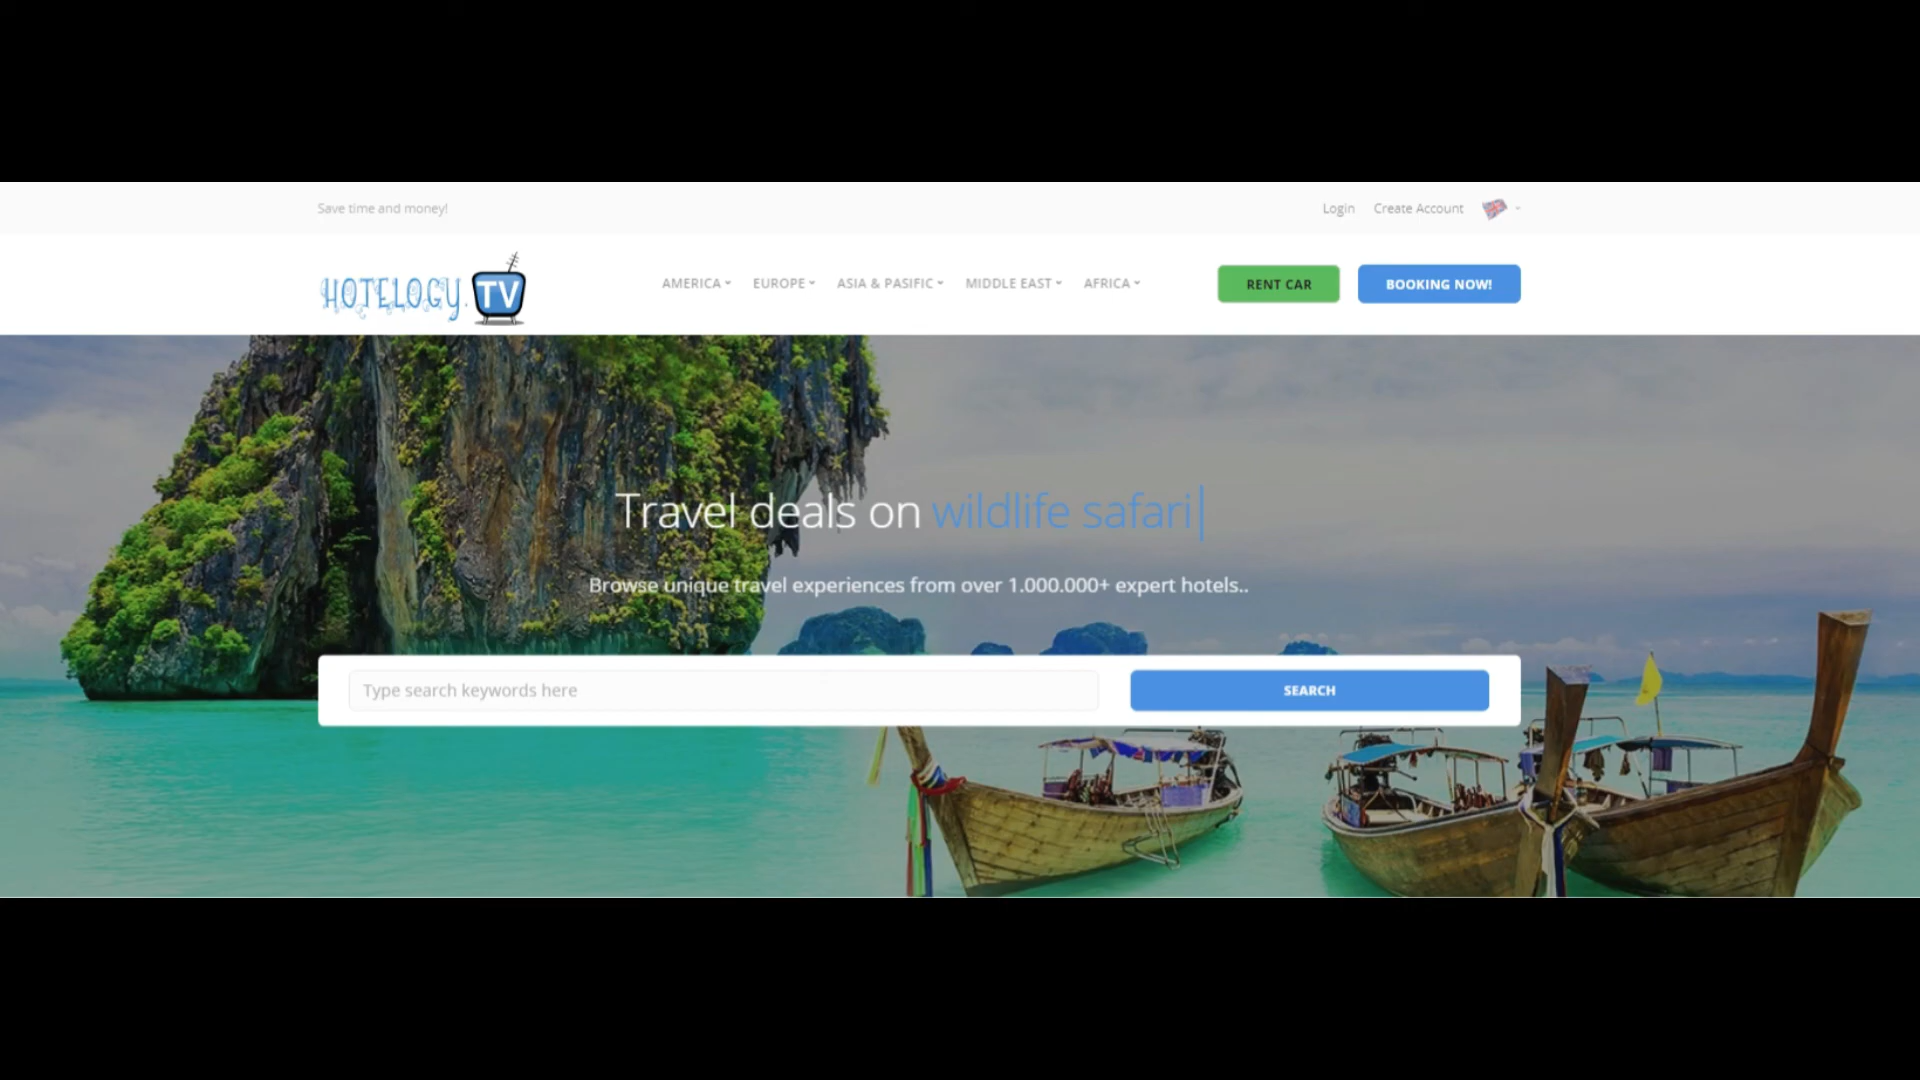 Save time and money!
Login Create Account
HOTELOGY.TV
AMERICA EUROPE ASIA & PASIFIC MIDDLE EAST AFRICA
RENT CAR
BOOKING NOW!
Travel deals on wildlife safari
Browse unique travel experiences from over 1.000.000+ expert hotels..
Type search keywords here
SEARCH